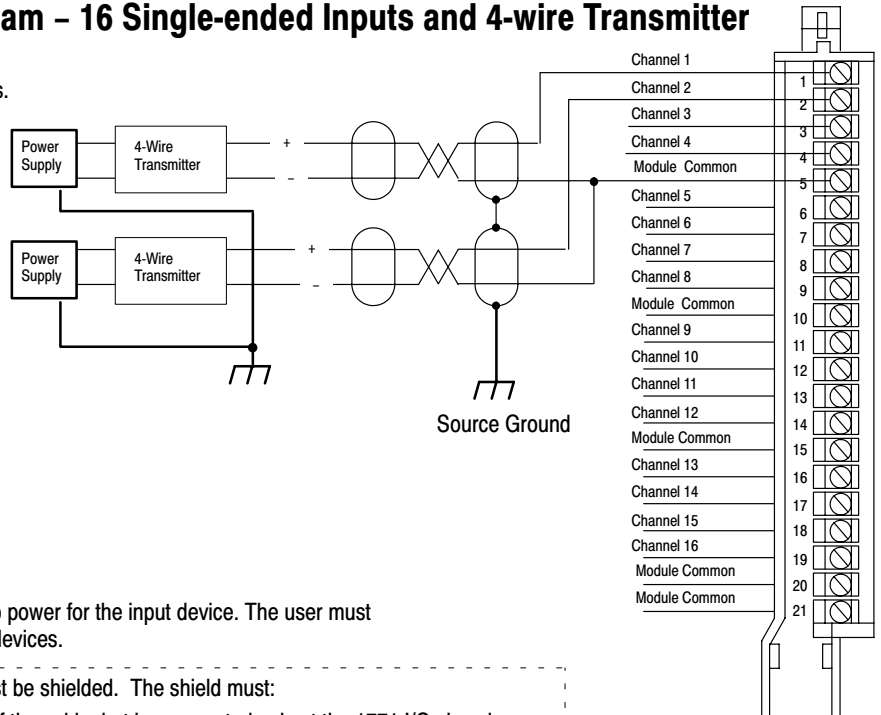 am – 16 Single-ended Inputs and 4-wire Transmitter
s.
Channel 1
Channel 2
Channel 3
Channel 4
Module Common
Channel 5
Channel 6
Channel 7
Channel 8
Module Common
Channel 9
Channel 10
Channel 11
Channel 12
Module Common
Channel 13
Channel 14
Channel 15
Channel 16
Module Common
Module Common
1
2
3
4
5
6
7
8
9
10
11
12
13
14
15
16
17
18
19
20
21
Power
Supply
4-Wire
Transmitter
+
–
Power
Supply
4-Wire
Transmitter
+
–
Source Ground
power for the input device. The user must
devices.
st be shielded. The shield must: